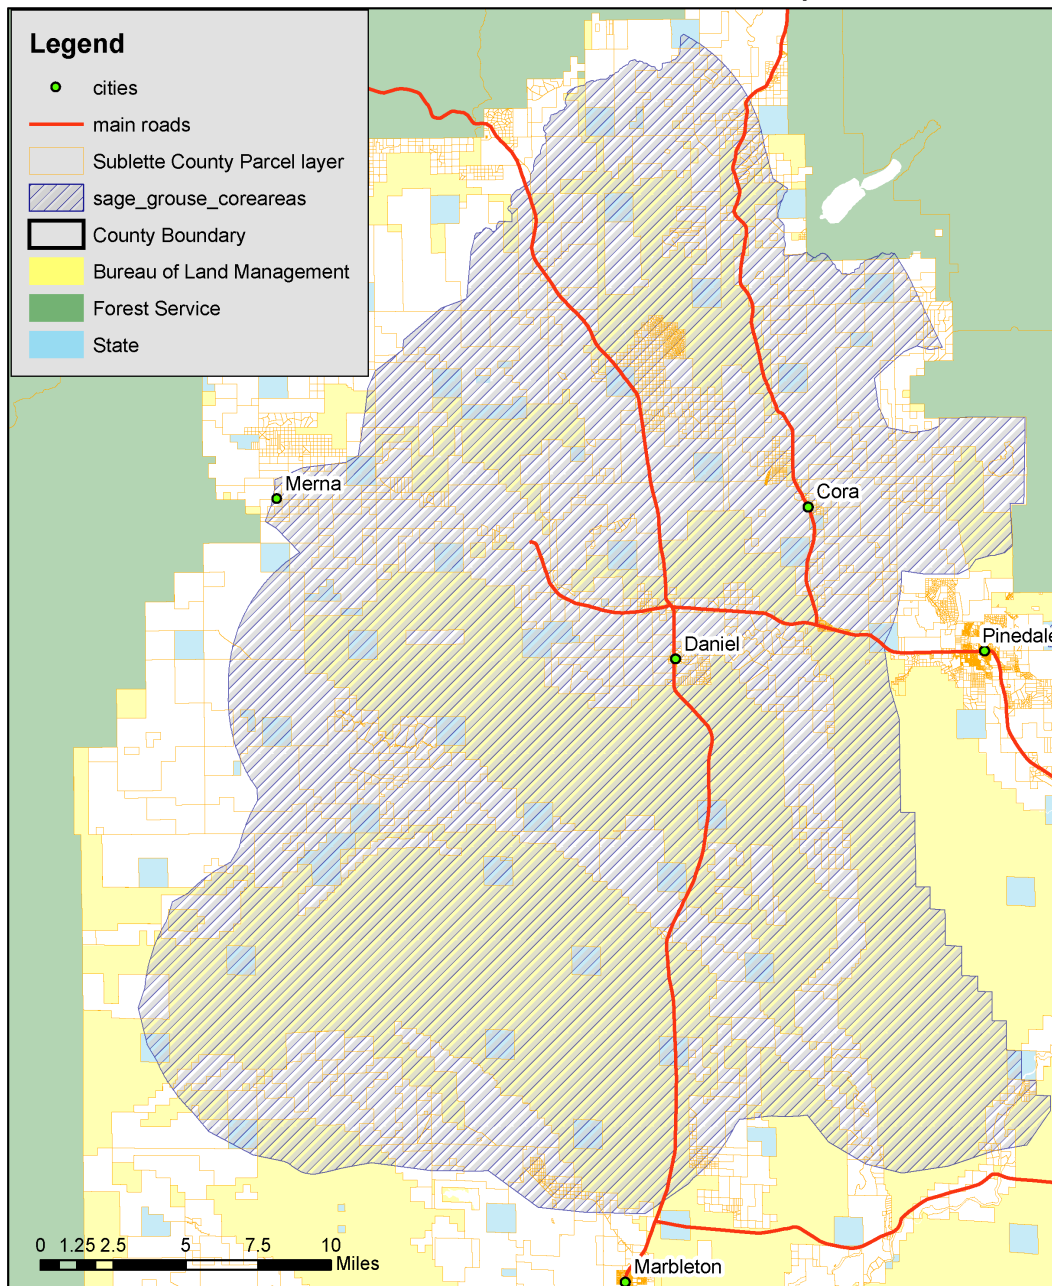 Legend
cities
main roads
Sublette County Parcel layer
sage_grouse_coreareas
County Boundary
Bureau of Land Management
Forest Service
State
Merna
Cora
Daniel
Pinedale
0 1.25 2.5 5 7.5 10
Miles
Marbleton